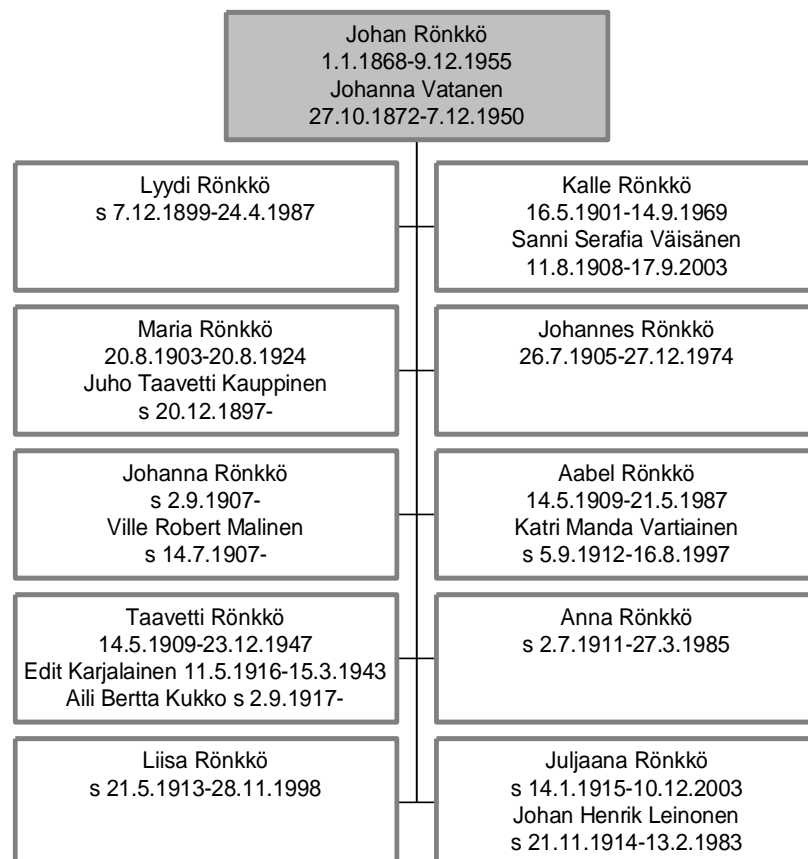 Johan Rönkkö
1.1.1868-9.12.1955
Johanna Vatanen
27.10.1872-7.12.1950
Lyydi Rönkkö
s 7.12.1899-24.4.1987
Kalle Rönkkö
16.5.1901-14.9.1969
Sanni Serafia Väisänen
11.8.1908-17.9.2003
Maria Rönkkö
20.8.1903-20.8.1924
Juho Taavetti Kauppinen
s 20.12.1897-
Johannes Rönkkö
26.7.1905-27.12.1974
Johanna Rönkkö
s 2.9.1907-
Ville Robert Malinen
s 14.7.1907-
Aabel Rönkkö
14.5.1909-21.5.1987
Katri Manda Vartiainen
s 5.9.1912-16.8.1997
Taavetti Rönkkö
14.5.1909-23.12.1947
Edit Karjalainen 11.5.1916-15.3.1943
Aili Bertta Kukko s 2.9.1917-
Anna Rönkkö
s 2.7.1911-27.3.1985
Liisa Rönkkö
s 21.5.1913-28.11.1998
Juljaana Rönkkö
s 14.1.1915-10.12.2003
Johan Henrik Leinonen
s 21.11.1914-13.2.1983